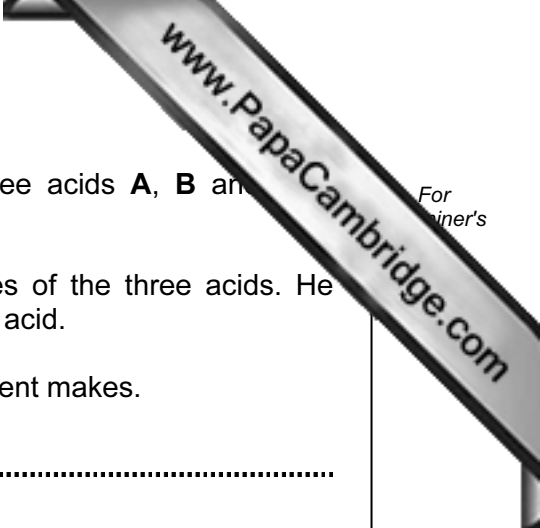 www.PapaCambridge.com
ee acids A, B an
For
iner's
es of the three acids. He
acid.
ent makes.